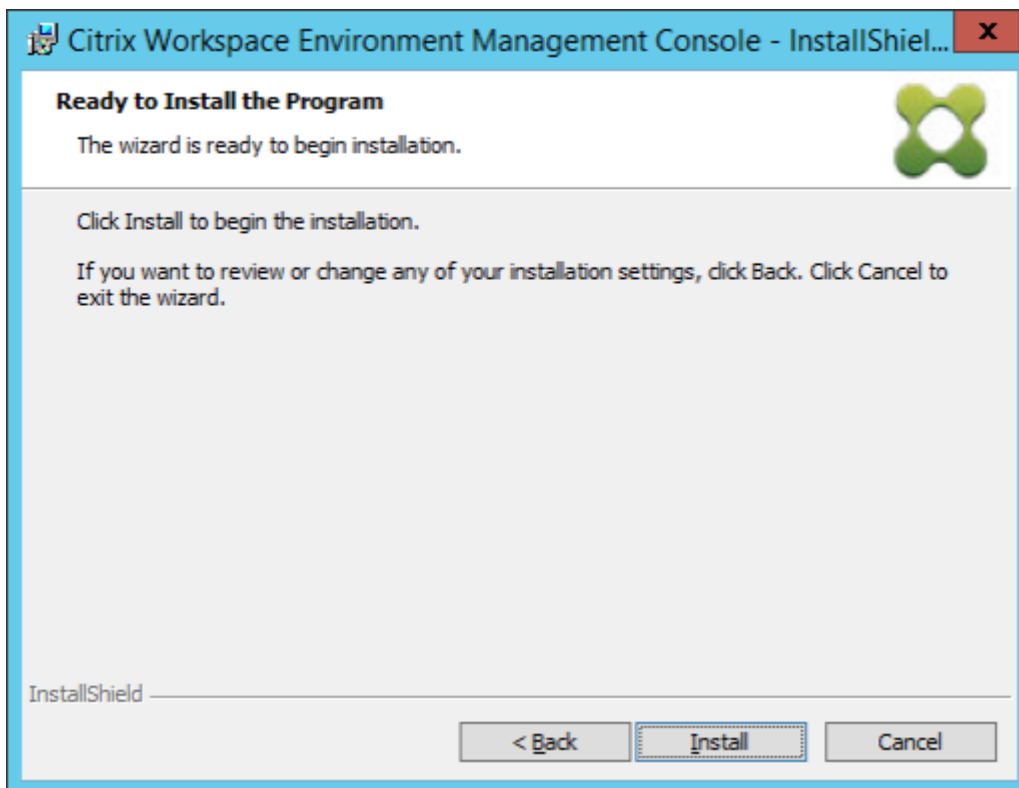 Citrix Workspace Environment Management Console - InstallShiel...
x
Ready to Install the Program
The wizard is ready to begin installation.
Click Install to begin the installation.
If you want to review or change any of your installation settings, click Back. Click Cancel to
exit the wizard.
InstallShield
< Back
Install
Cancel